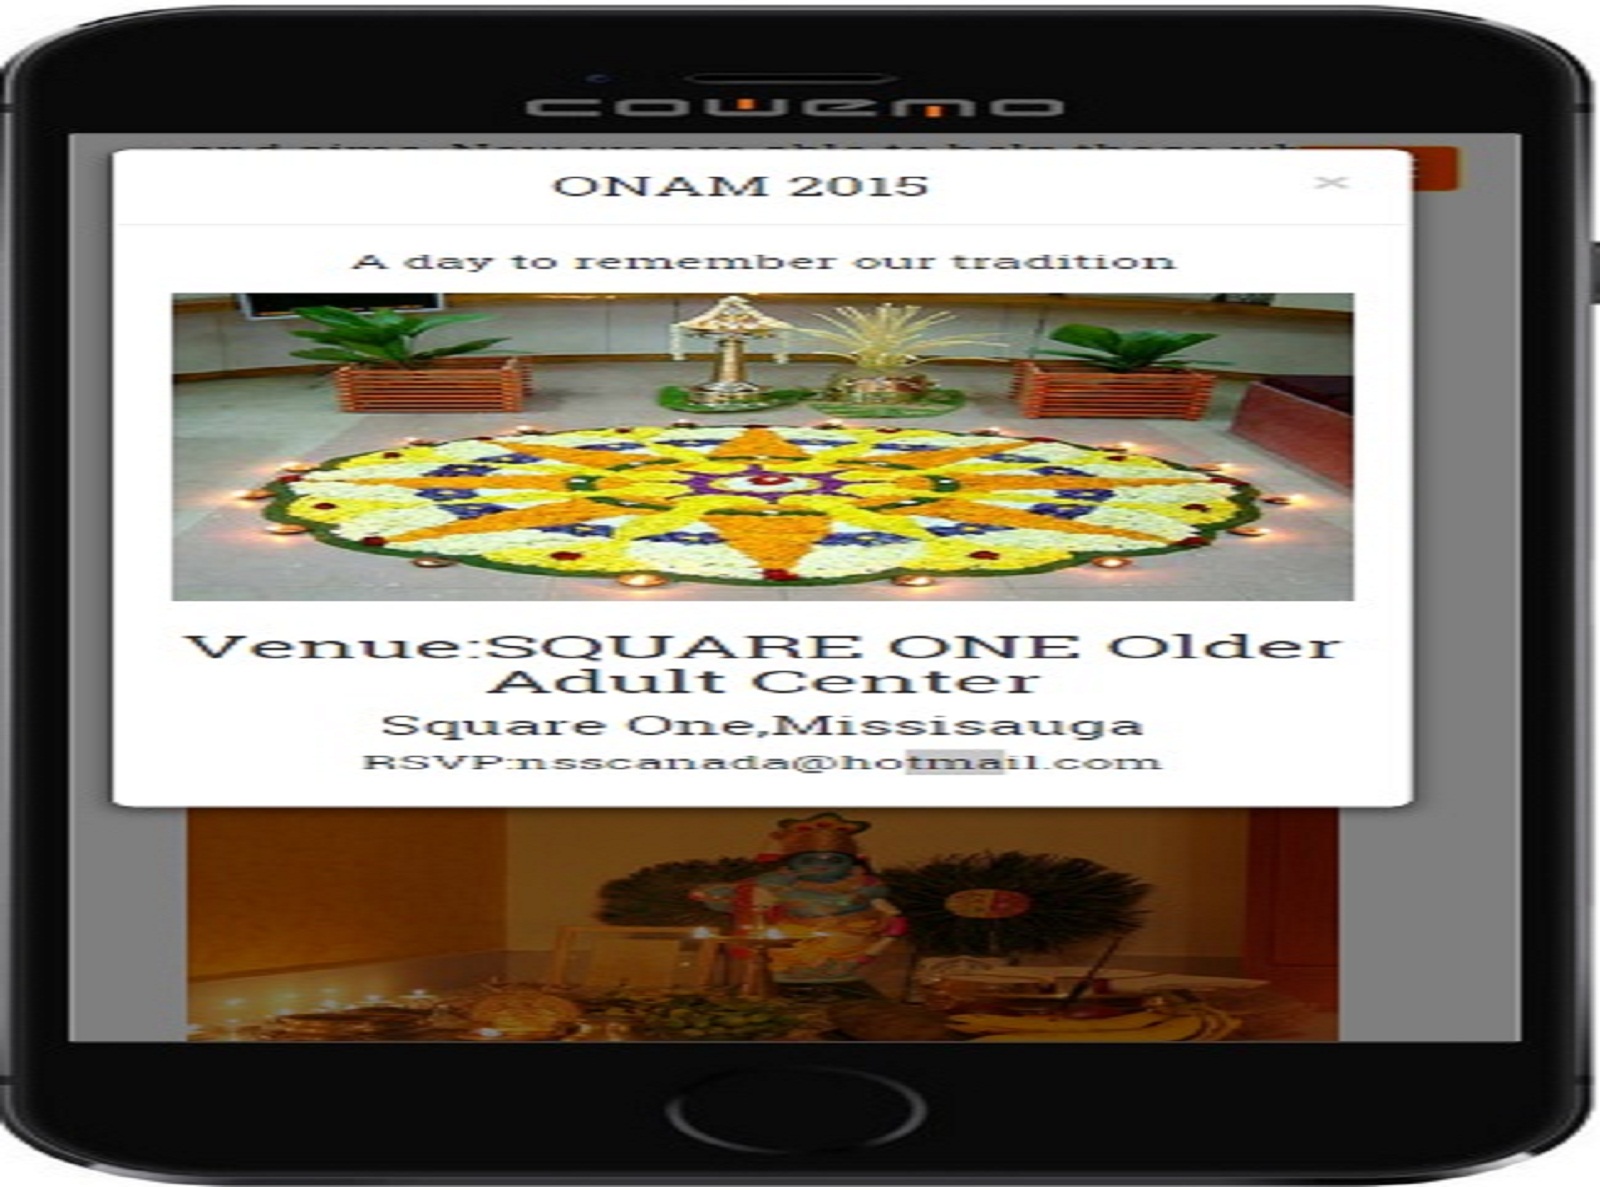 cowemo
ONAM 2015
×
A day to remember our tradition
Venue:SQUARE ONE Older
Adult Center
Square One,Missisauga
RSVP:nsscanada@hotmail.com